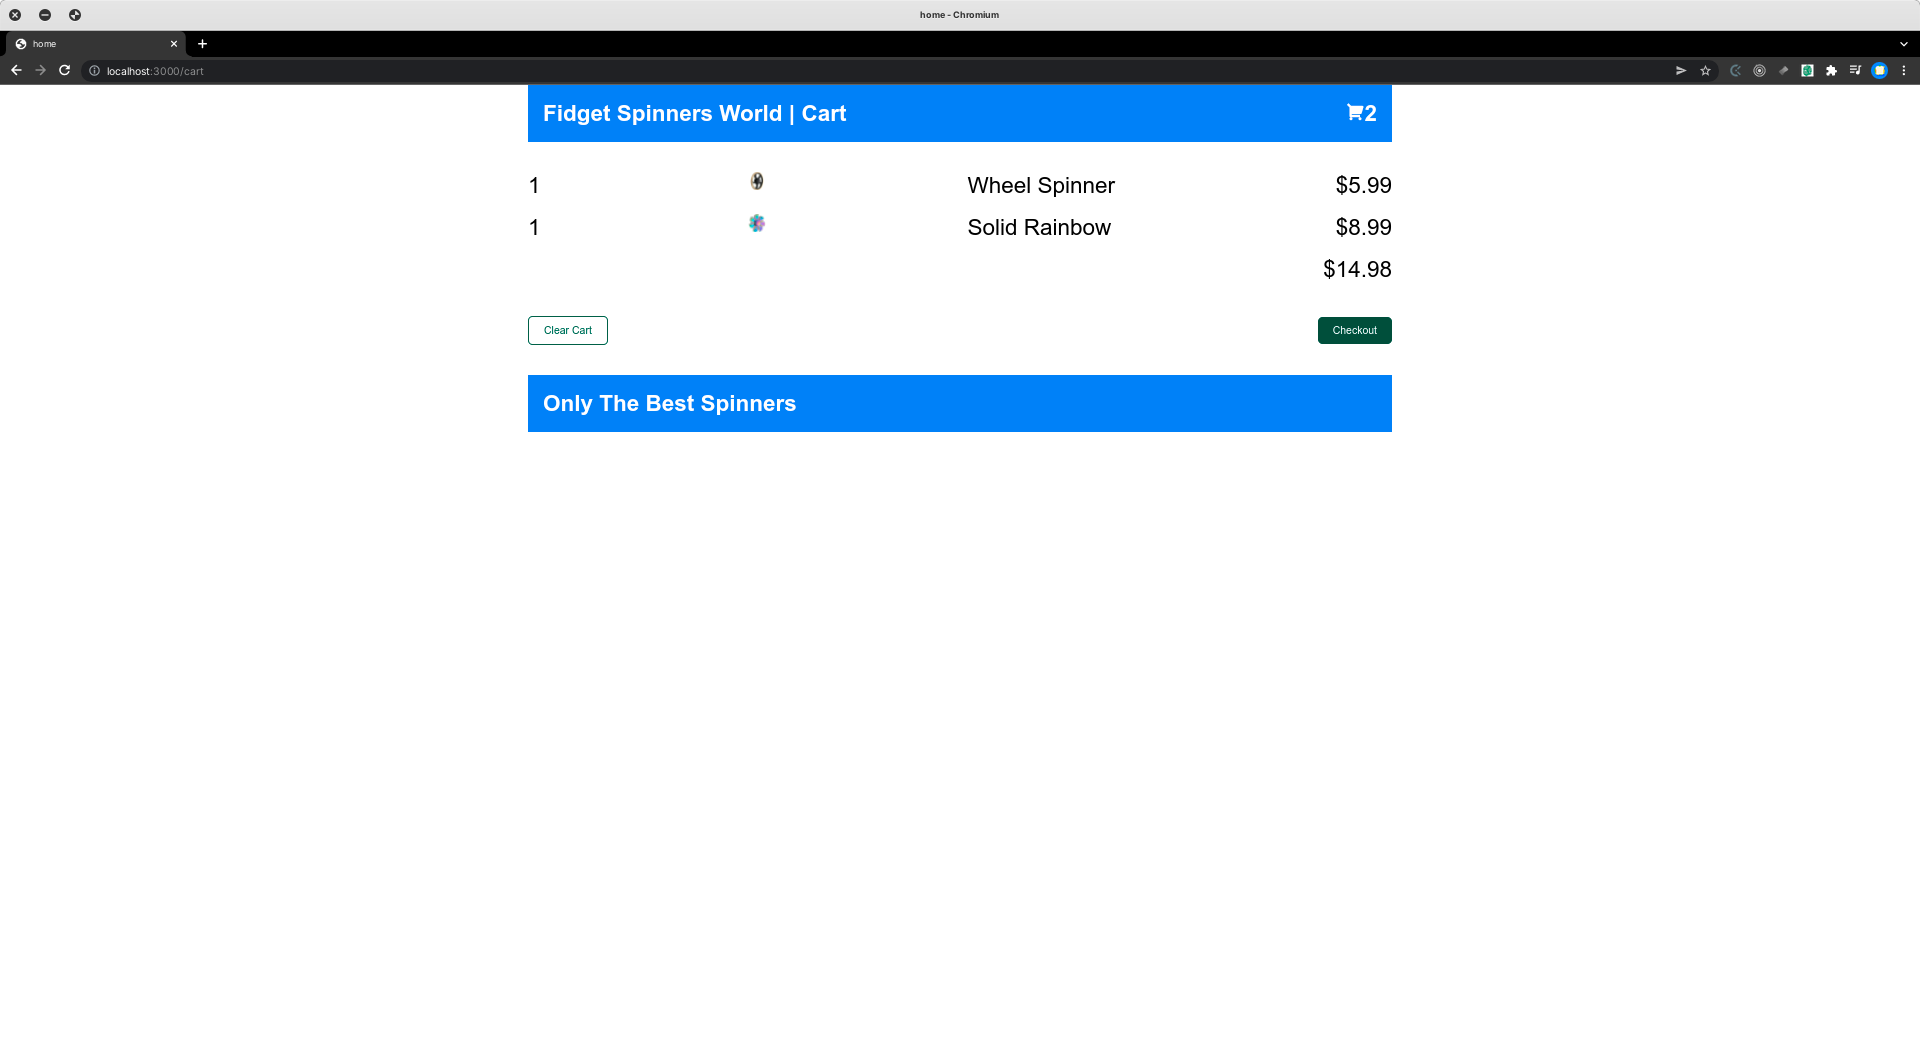 home - Chromium
home
localhost:3000/cart
Fidget Spinners World | Cart 2
1 Wheel Spinner $5.99
1 Solid Rainbow $8.99
$14.98
Clear Cart Checkout
Only The Best Spinners